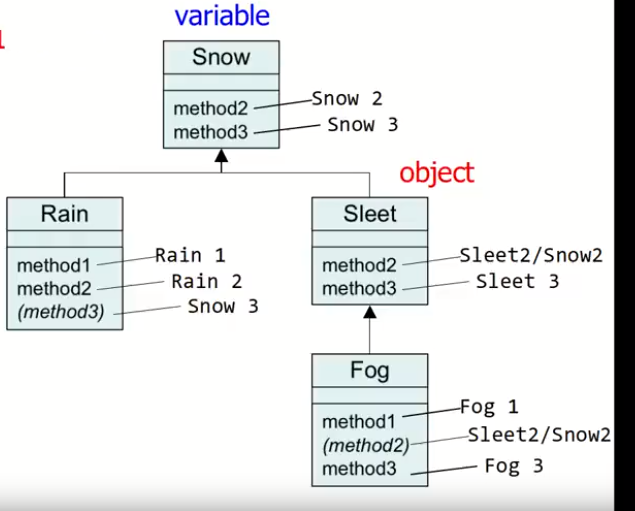 variable
1
Snow
method2 Snow 2
method3 Snow 3
object
Rain
method1 Rain 1
method2 Rain 2
(method3) Snow 3
Sleet
method2 Sleet2/Snow2
method3 Sleet 3
Fog
method1 Fog 1
(method2) Sleet2/Snow2
method3 Fog 3